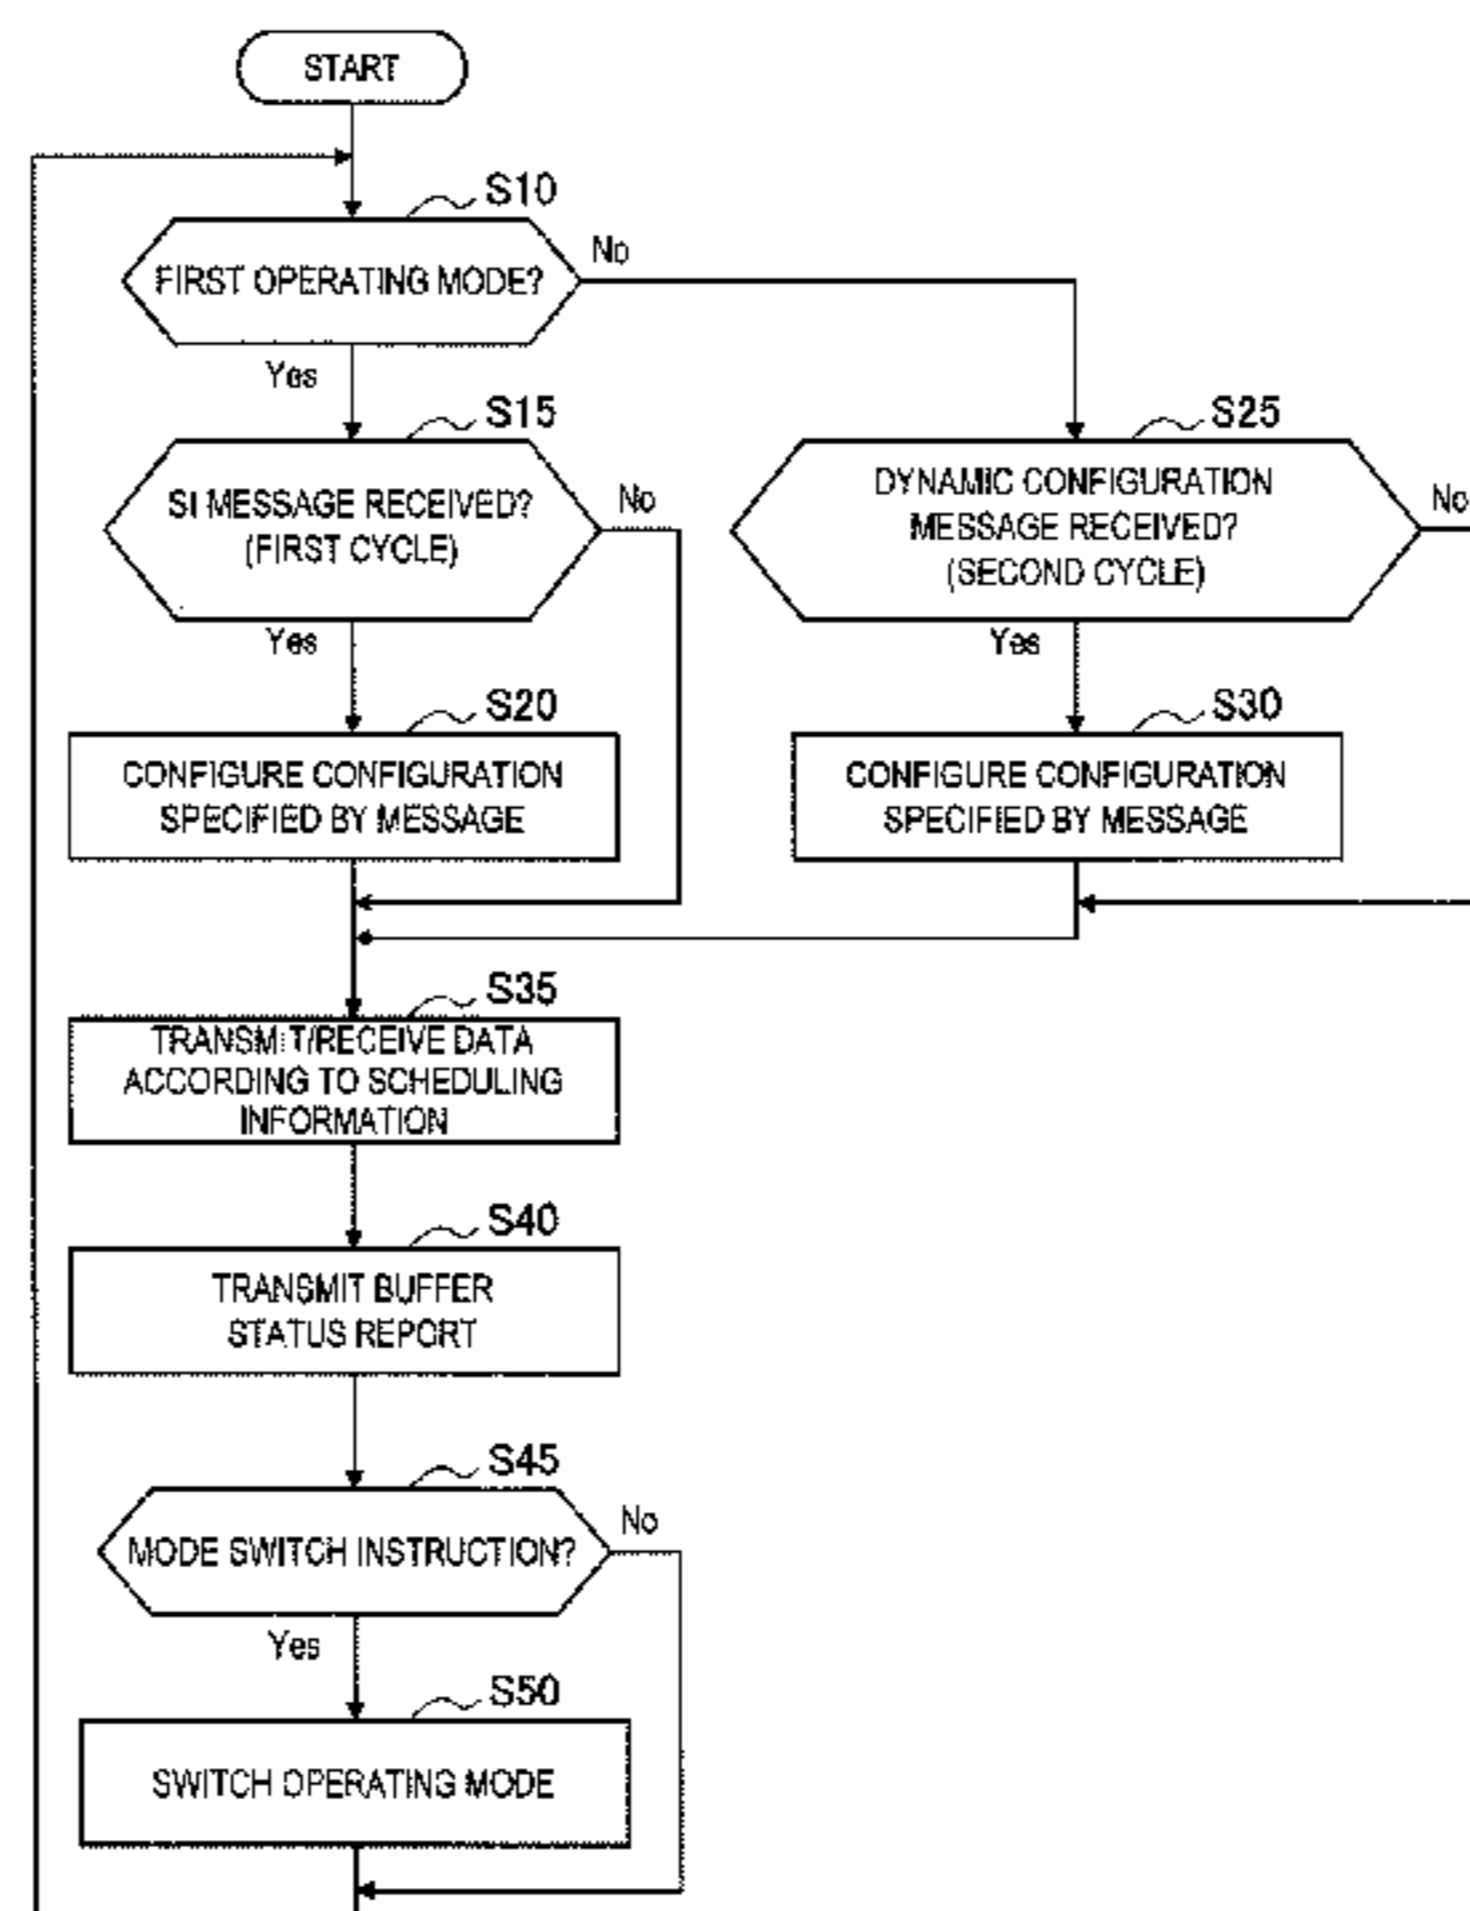 START
S10
FIRST OPERATING MODE?
No
Yes
S15
SI MESSAGE RECEIVED?
(FIRST CYCLE)
No
Yes
S25
DYNAMIC CONFIGURATION
MESSAGE RECEIVED?
(SECOND CYCLE)
No
Yes
S20
CONFIGURE CONFIGURATION
SPECIFIED BY MESSAGE
S30
CONFIGURE CONFIGURATION
SPECIFIED BY MESSAGE
S35
TRANSMIT/RECEIVE DATA
ACCORDING TO SCHEDULING
INFORMATION
S40
TRANSMIT BUFFER
STATUS REPORT
S45
MODE SWITCH INSTRUCTION?
No
Yes
S50
SWITCH OPERATING MODE